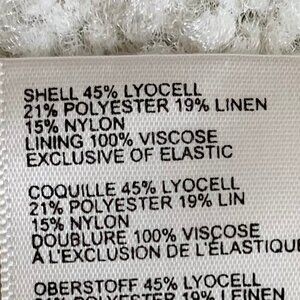 SHELL 45% LYOCELL
21% POLYESTER 19% LINEN
15% NYLON
LINING 100% VISCOSE
EXCLUSIVE OF ELASTIC
COQUILLE 45% LYOCELL
21% POLYESTER 19% LIN
15% NYLON
DOUBLURE 100% VISCOSE
À L'EXCLUSION DE L'ÉLASTIQUE
OBERSTOFF 45% LYOCELL